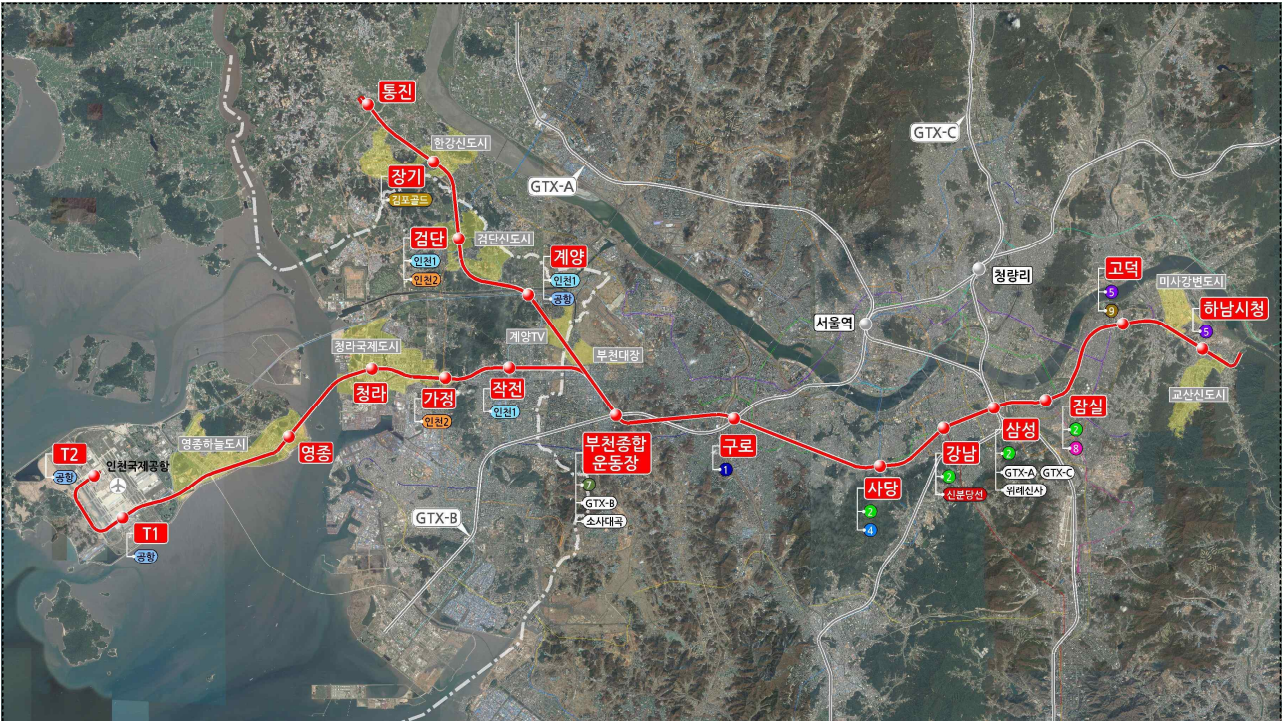 통진
한강신도시
GTX-C
GTX-A
장기
김포골드
검단
인천1
인천2
검단신도시
계양
인천1
공항
청량리
고덕
5
9
미사강변도시
하남시청
5
서울역
계양TV
부천대장
청라국제도시
청라
가정
인천2
작전
인천1
교산신도시
잠실
2
8
부천종합
운동장
7
GTX-B
소사대곡
구로
1
삼성
2
GTX-A
GTX-C
위례신사
강남
2
신분당선
사당
2
4
영종하늘도시
영종
T2
공항
인천국제공항
T1
공항
GTX-B